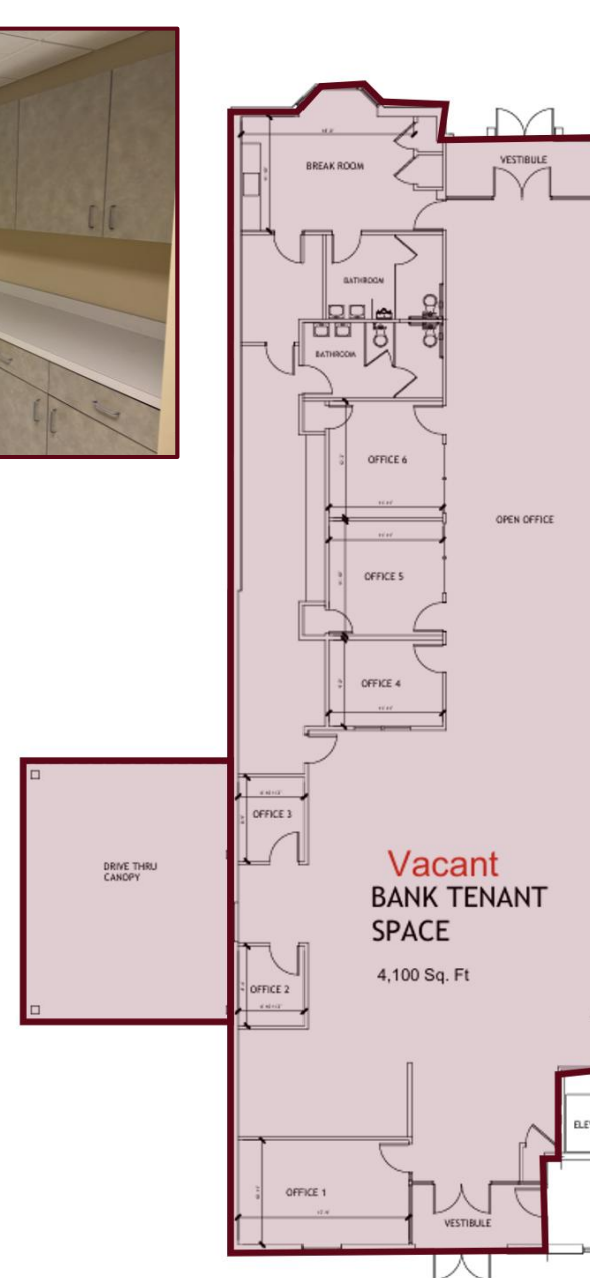 BREAK ROOM
VESTIBULE
BATHROOM
BATHROOM
OFFICE 6
OPEN OFFICE
OFFICE 5
OFFICE 4
OFFICE 3
DRIVE THRU
CANOPY
Vacant
BANK TENANT
SPACE
4,100 Sq. Ft
OFFICE 2
OFFICE 1
VESTIBULE